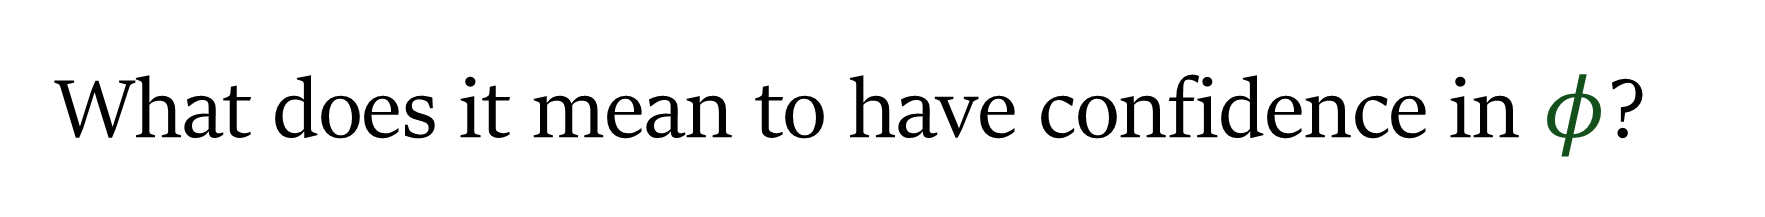 What does it mean to have confidence in ϕ?